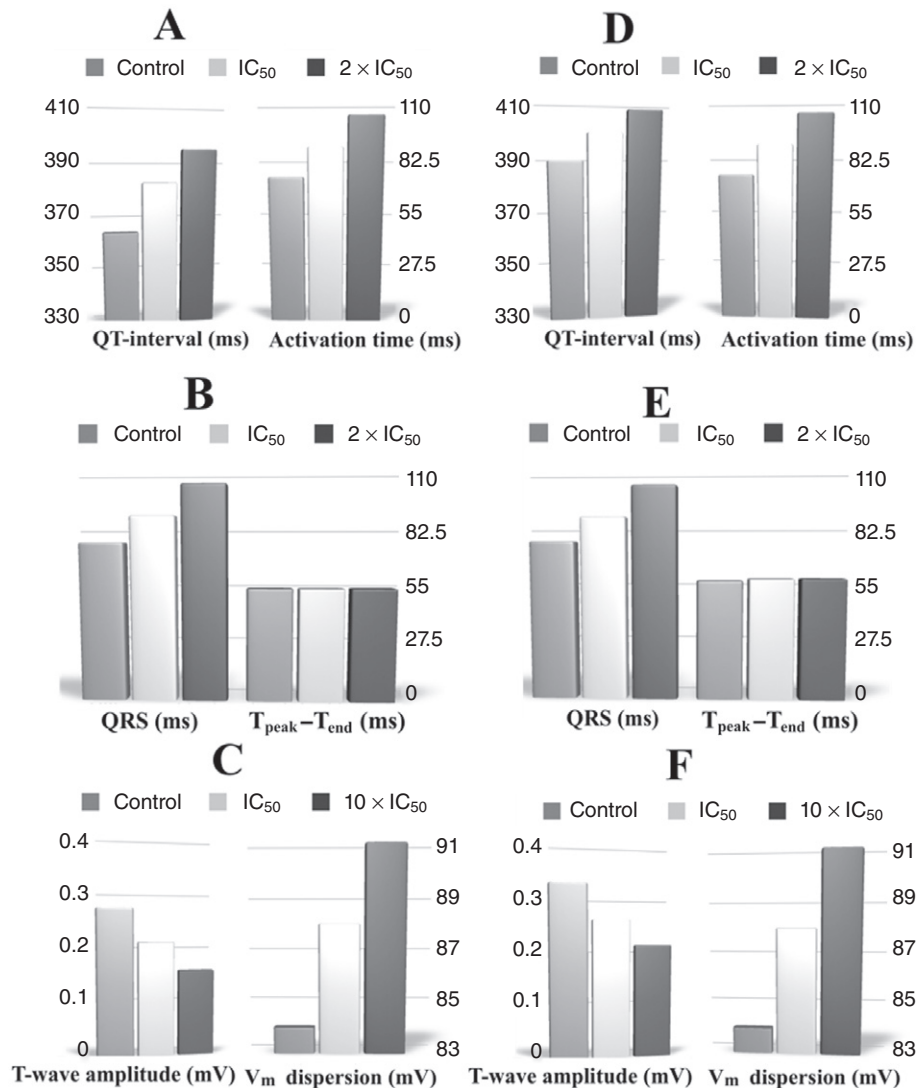 A
Control IC50 2 × IC50
410 110
390 82.5
370 55
350 27.5
330 0
QT-interval (ms) Activation time (ms)
D
Control IC50 2 × IC50
410 110
390 82.5
370 55
350 27.5
330 0
QT-interval (ms) Activation time (ms)
B
Control IC50 2 × IC50
110
82.5
55
27.5
0
QRS (ms) Tpeak–Tend (ms)
E
Control IC50 2 × IC50
110
82.5
55
27.5
0
QRS (ms) Tpeak–Tend (ms)
C
Control IC50 10 × IC50
0.4 91
0.3 89
0.2 87
0.1 85
0 83
T-wave amplitude (mV) Vm dispersion (mV)
F
Control IC50 10 × IC50
0.4 91
0.3 89
0.2 87
0.1 85
0 83
T-wave amplitude (mV) Vm dispersion (mV)